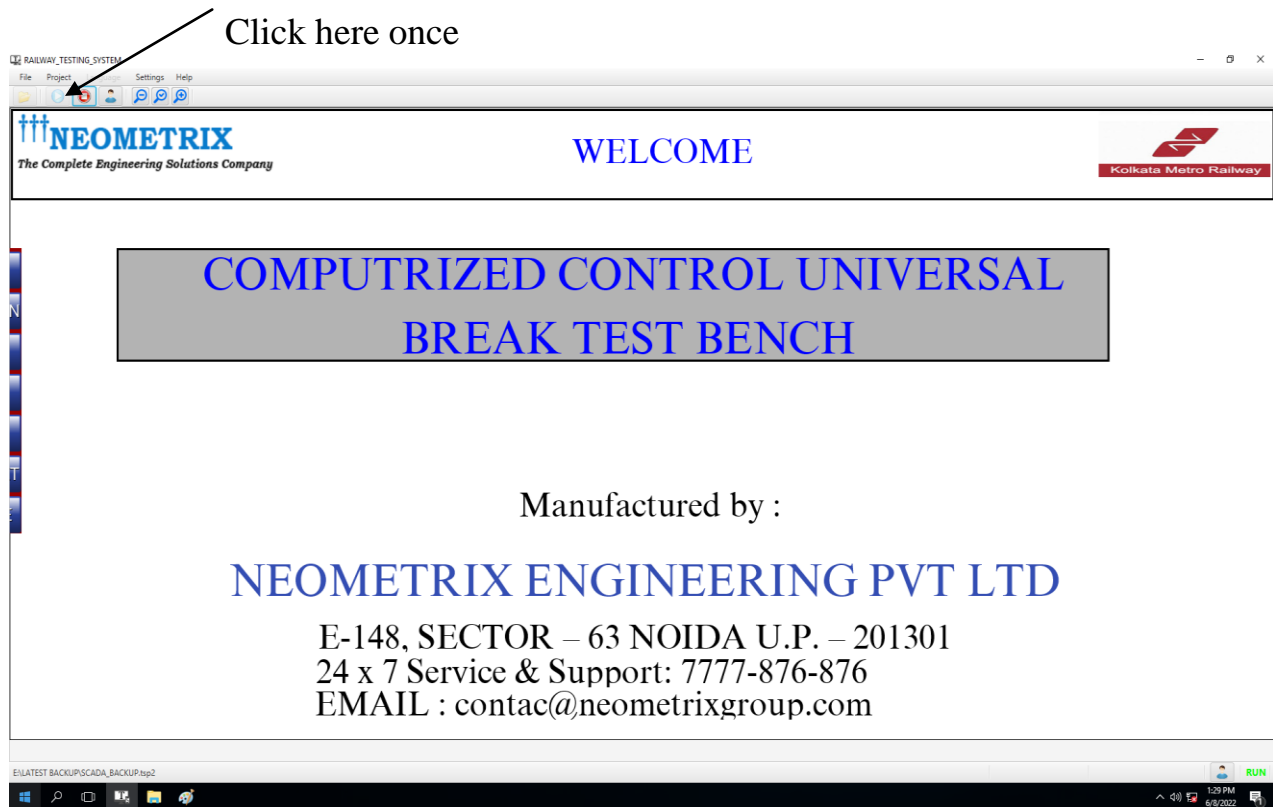 Click here once
RAILWAY_TESTING_SYSTEM
File Project Settings Help
NEOMETRIX
The Complete Engineering Solutions Company
WELCOME
Kolkata Metro Railway
COMPUTRIZED CONTROL UNIVERSAL
BREAK TEST BENCH
N
T
Manufactured by :
NEOMETRIX ENGINEERING PVT LTD
E-148, SECTOR – 63 NOIDA U.P. – 201301
24 x 7 Service & Support: 7777-876-876
EMAIL : contac@neometrixgroup.com
E:\LATEST BACKUP\SCADA_BACKUP.tsp2
RUN
1:29 PM
6/8/2022